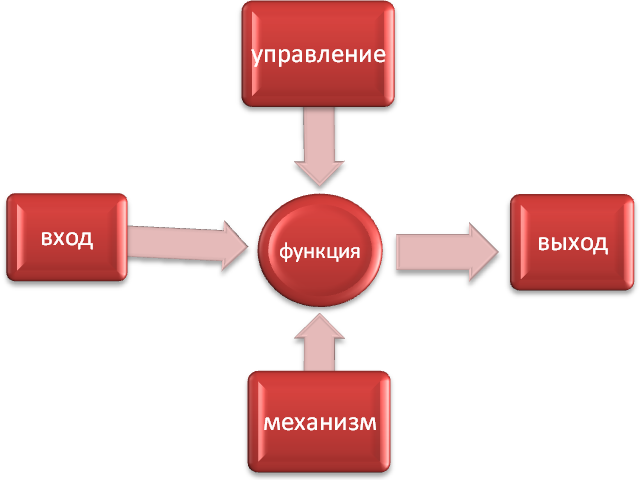 управление
вход
функция
выход
механизм